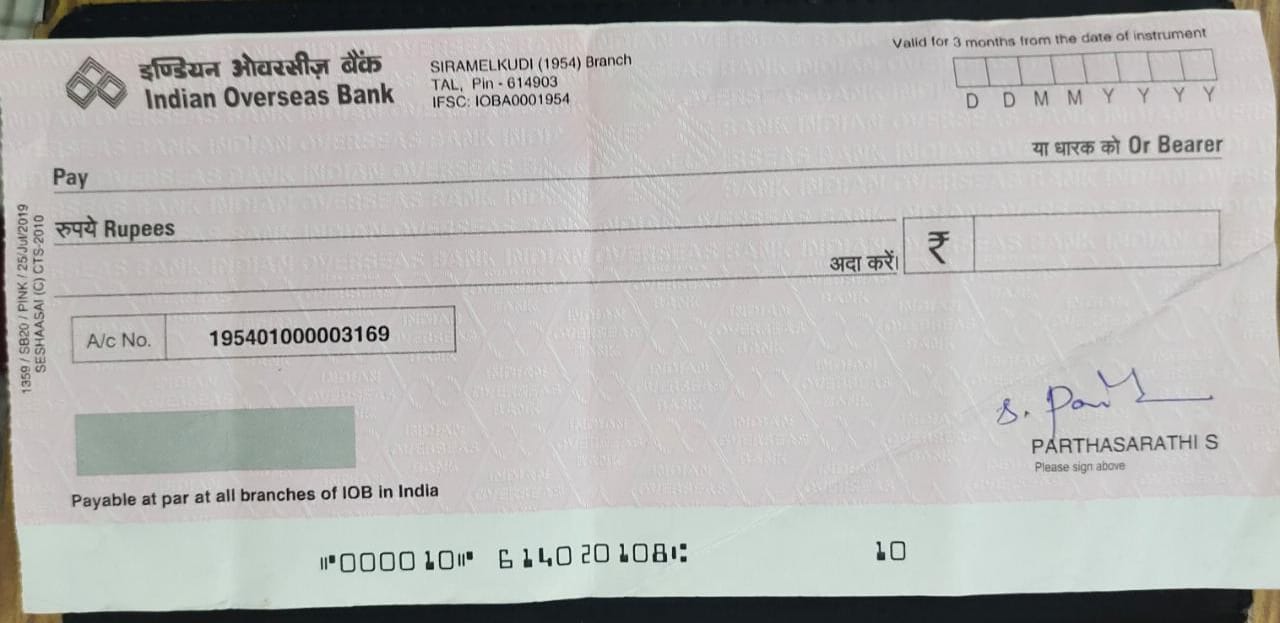 Valid for 3 months from the date of instrument
इण्डियन ओवरसीज़ बैंक
Indian Overseas Bank
SIRAMELKUDI (1954) Branch
TAL, Pin - 614903
IFSC: IOBA0001954
D D M M Y Y Y Y
Pay
या धारक को Or Bearer
रुपये Rupees
अदा करें।
₹
A/c No. 195401000003169
1359 / SB20 / PINK / 25/Jul/2019
SESHAASAI (C) CTS-2010
S. Parth
PARTHASARATHI S
Please sign above
Payable at par at all branches of IOB in India
⑈000010⑈ 614020108⑆ 10